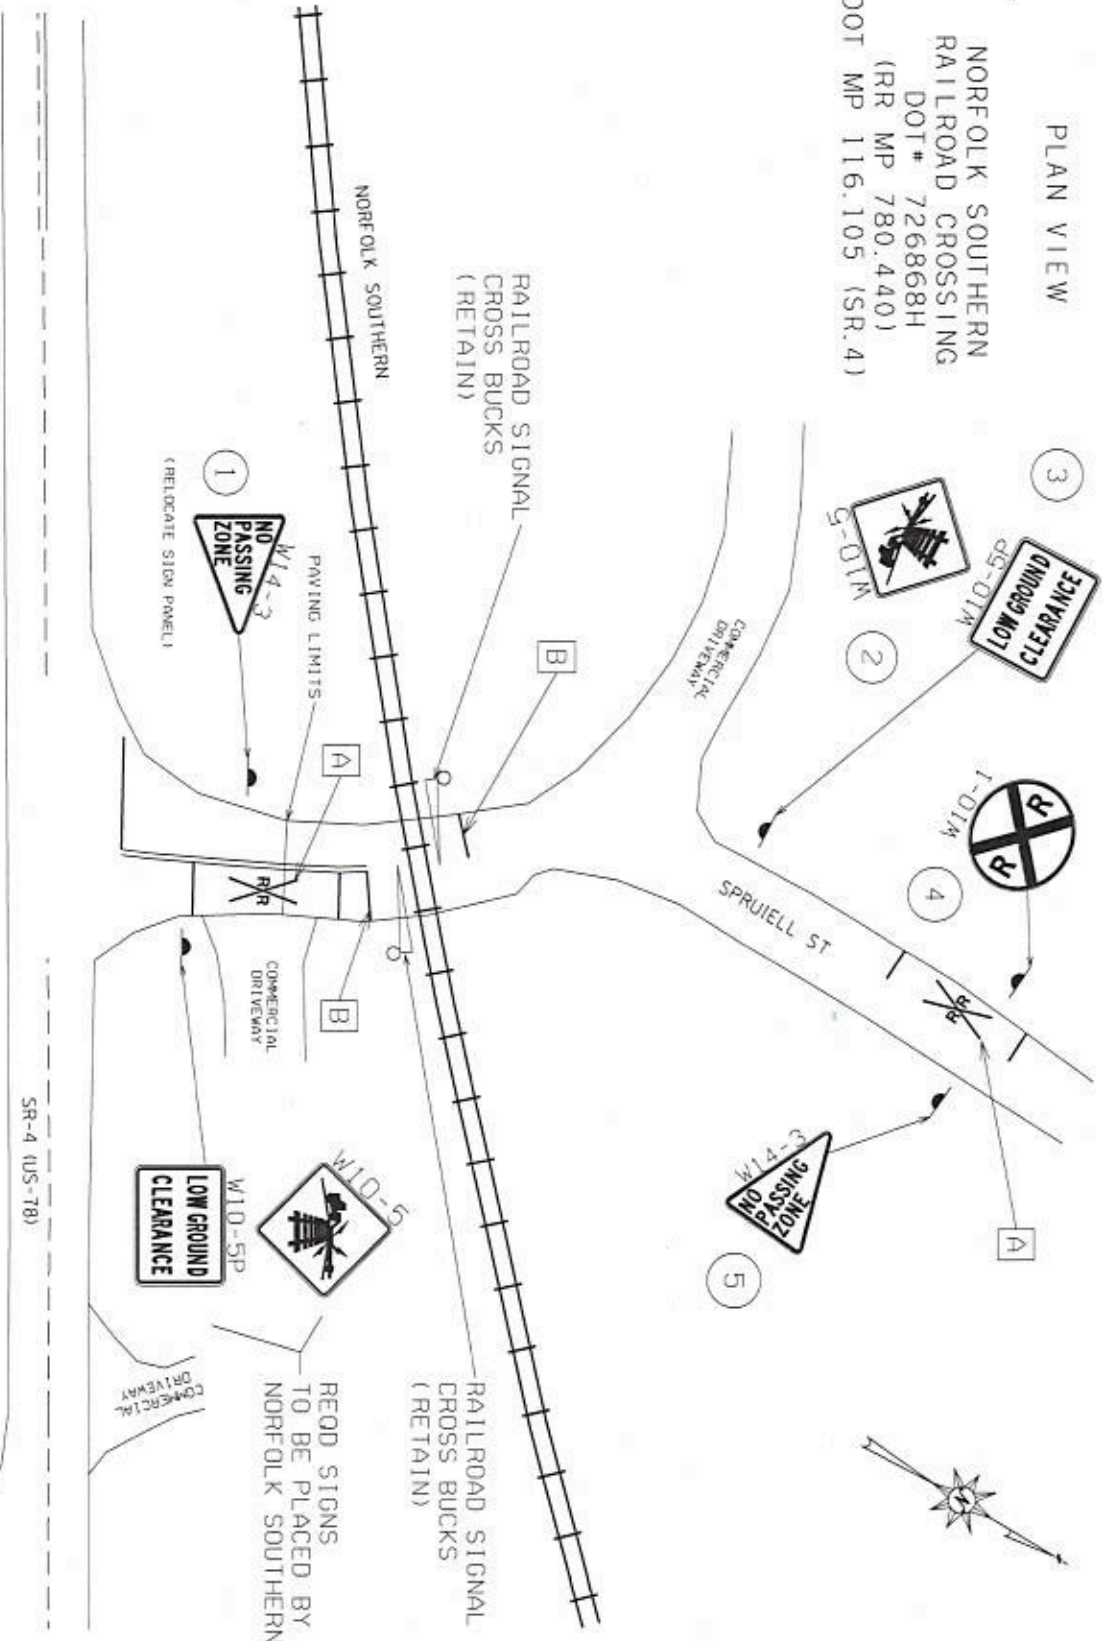 PLAN VIEW
NORFOLK SOUTHERN
RAILROAD CROSSING
DOT# 726868H
(RR MP 780.440)
DOT MP 116.105 (SR.4)
3
LOW GROUND
CLEARANCE
W10-5P
W10-5
2
R
R
W10-1
4
COMMERCIAL
DRIVEWAY
SPRUIELL ST
RR
A
W14-3
NO
PASSING
ZONE
5
RAILROAD SIGNAL
CROSS BUCKS
(RETAIN)
B
NORFOLK SOUTHERN
1
W14-3
NO
PASSING
ZONE
(RELOCATE SIGN PANEL)
PAVING LIMITS
A
RR
B
COMMERCIAL
DRIVEWAY
RAILROAD SIGNAL
CROSS BUCKS
(RETAIN)
W10-5
W10-5P
LOW GROUND
CLEARANCE
REQD SIGNS
TO BE PLACED BY
NORFOLK SOUTHERN
COMMERCIAL
DRIVEWAY
SR-4 (US-78)
N